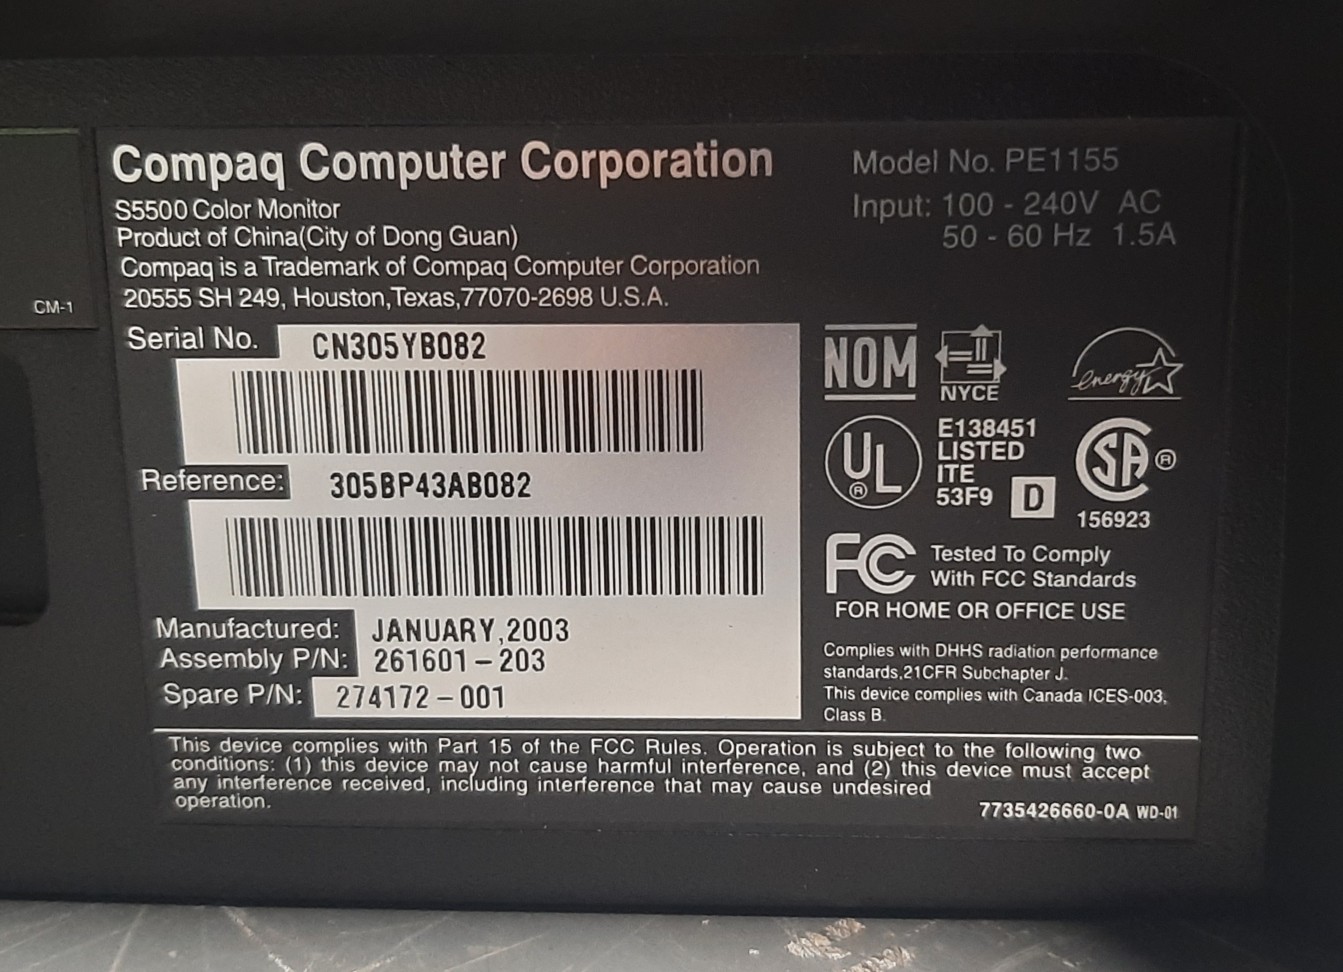 Compaq Computer Corporation
S5500 Color Monitor
Product of China(City of Dong Guan)
Compaq is a Trademark of Compaq Computer Corporation
20555 SH 249, Houston,Texas,77070-2698 U.S.A.
Model No. PE1155
Input: 100 - 240V AC
50 - 60 Hz 1.5A
CM-1
Serial No. CN305YB082
Reference: 305BP43AB082
Manufactured: JANUARY,2003
Assembly P/N: 261601-203
Spare P/N: 274172-001
NOM
NYCE
energy
UL ®
E138451
LISTED
ITE
53F9 D
SA ®
156923
FC Tested To Comply
With FCC Standards
FOR HOME OR OFFICE USE
Complies with DHHS radiation performance
standards,21CFR Subchapter J.
This device complies with Canada ICES-003,
Class B.
This device complies with Part 15 of the FCC Rules. Operation is subject to the following two
conditions: (1) this device may not cause harmful interference, and (2) this device must accept
any interference received, including interference that may cause undesired
operation.
7735426660-0A WD-01